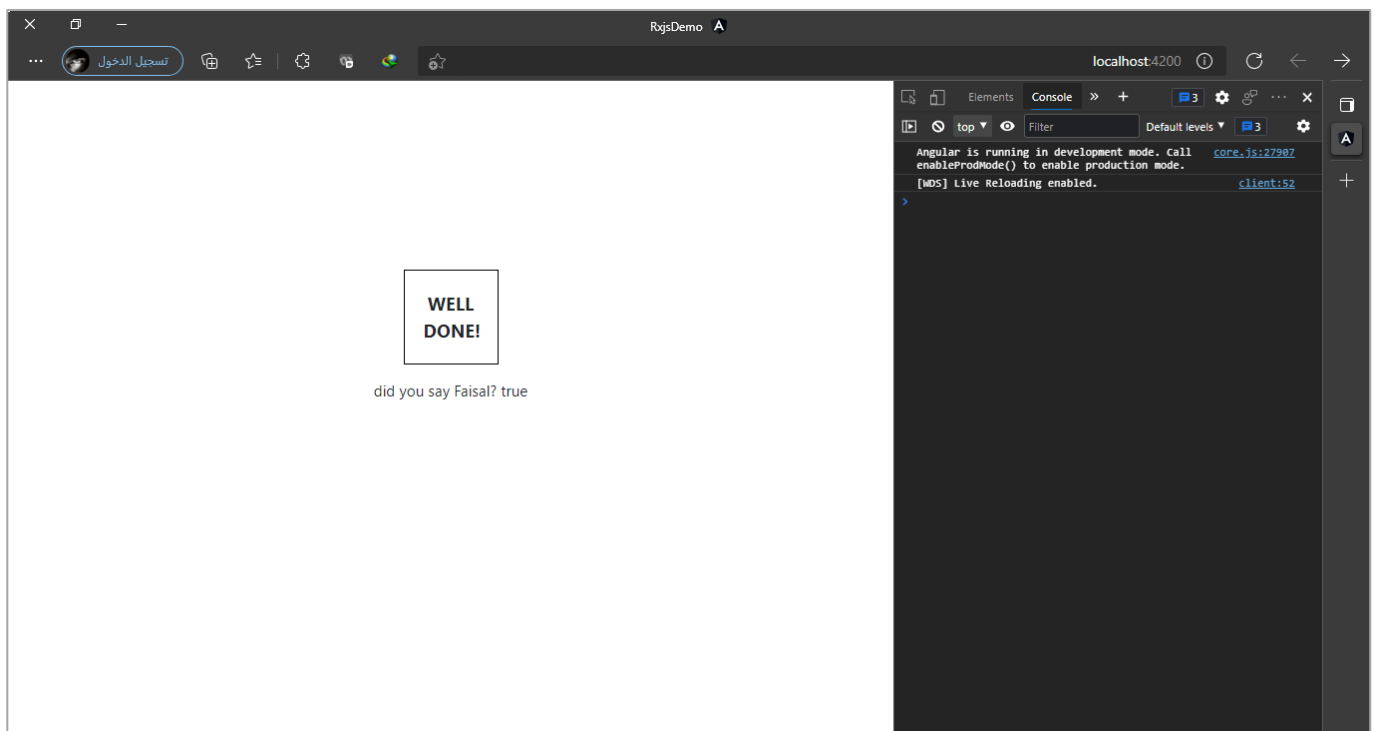 RxjsDemo
تسجيل الدخول
localhost:4200
Elements
Console
3
top
Filter
Default levels
3
Angular is running in development mode. Call
enableProdMode() to enable production mode.
core.js:27907
[WDS] Live Reloading enabled.
client:52
WELL
DONE!
did you say Faisal? true